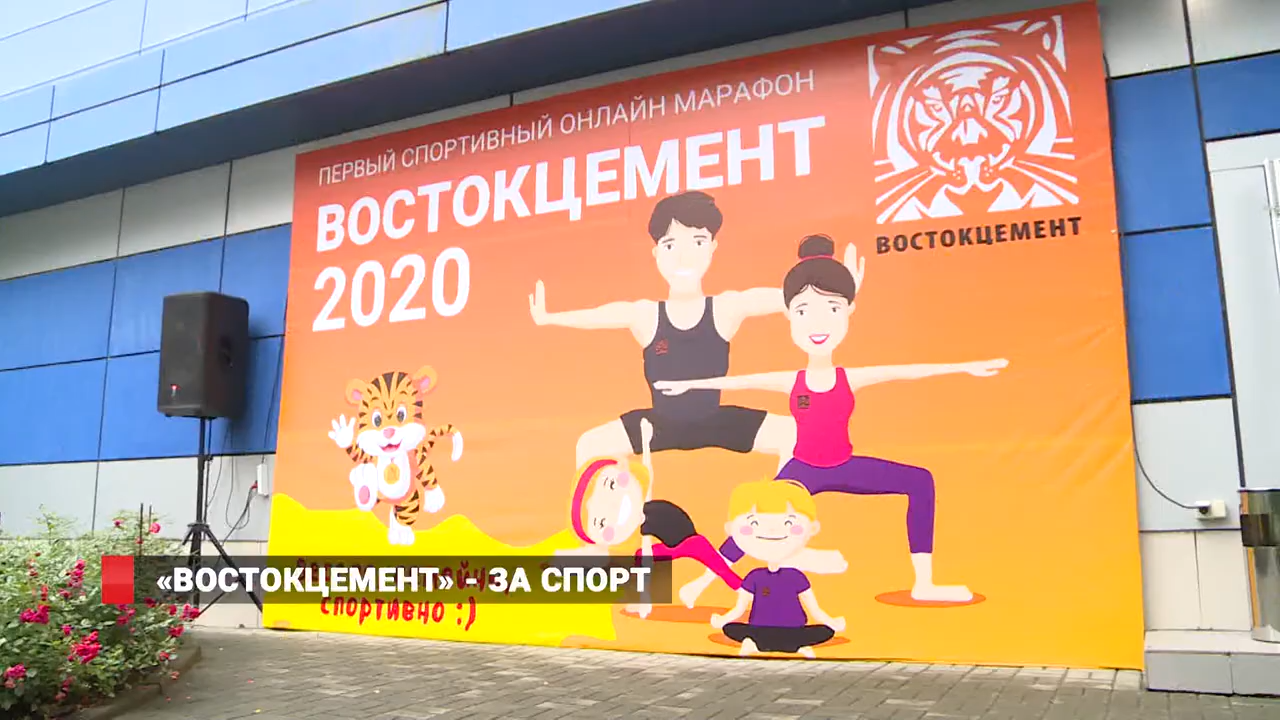 ПЕРВЫЙ СПОРТИВНЫЙ ОНЛАЙН МАРАФОН
ВОСТОКЦЕМЕНТ
2020
ВОСТОКЦЕМЕНТ
«ВОСТОКЦЕМЕНТ» - ЗА СПОРТ
спортивно :)